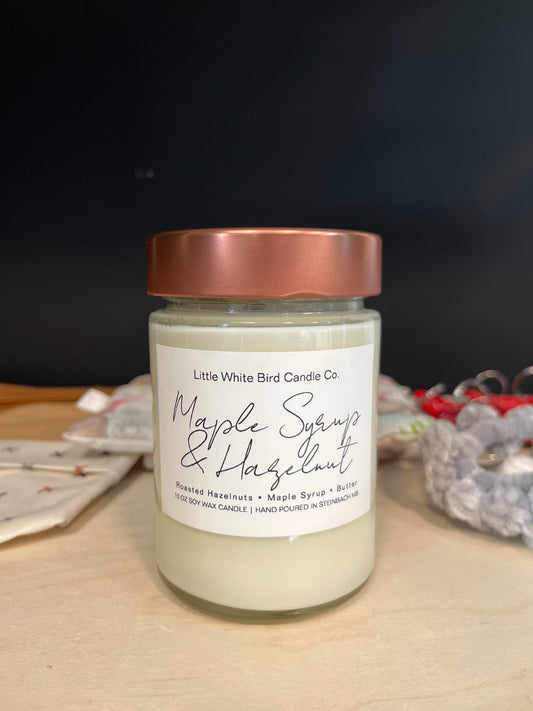 Little White Bird Candle Co.
Maple Syrup
& Hazelnut
Roasted Hazelnuts • Maple Syrup • Butter
10 OZ SOY WAX CANDLE | HAND POURED IN STEINBACH MB